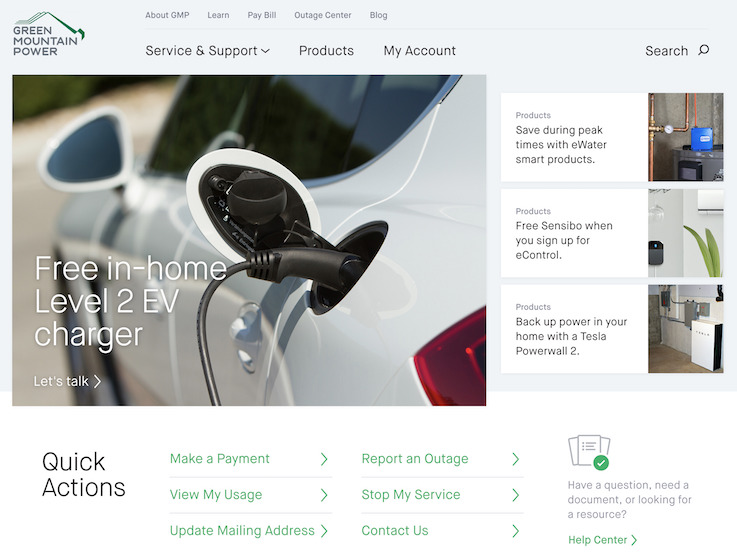 GREEN
MOUNTAIN
POWER
About GMP Learn Pay Bill Outage Center Blog
Service & Support Products My Account Search
Free in-home
Level 2 EV
charger
Let's talk
Products
Save during peak
times with eWater
smart products.
Products
Free Sensibo when
you sign up for
eControl.
Products
Back up power in your
home with a Tesla
Powerwall 2.
Quick
Actions
Make a Payment
Report an Outage
View My Usage
Stop My Service
Update Mailing Address
Contact Us
Have a question, need a
document, or looking for
a resource?
Help Center